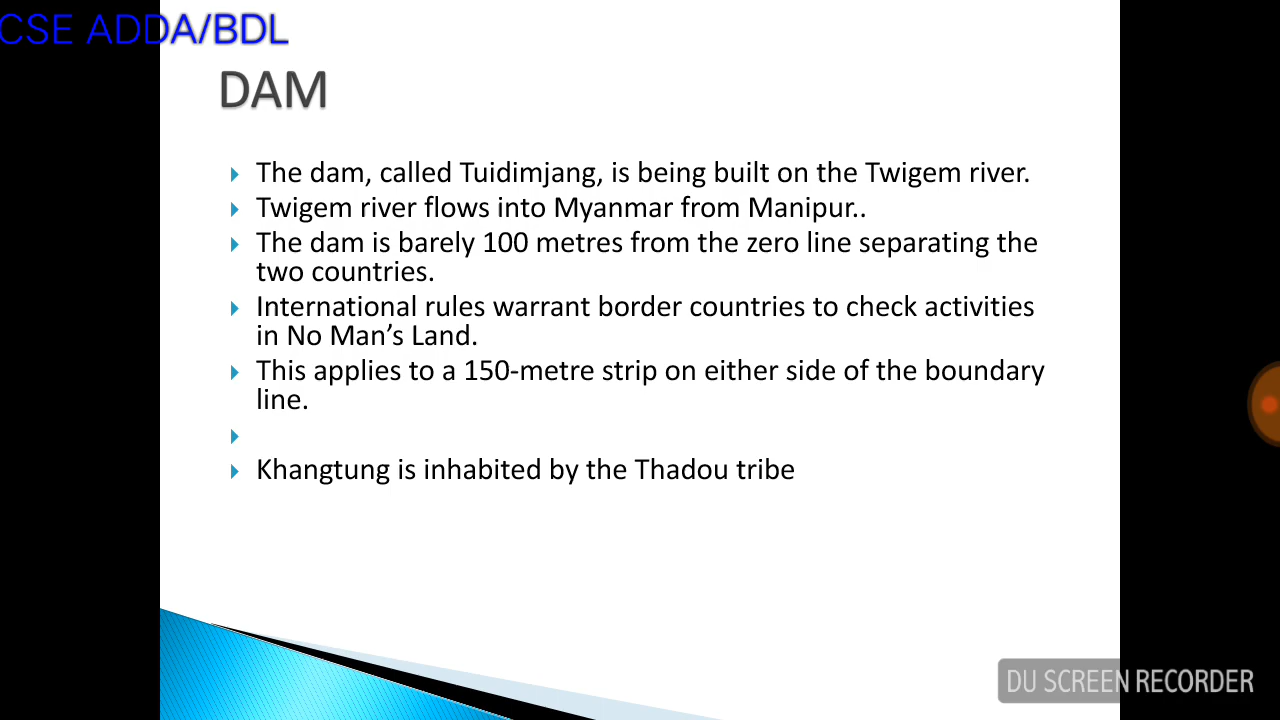 CSE ADDA/BDL
DAM
The dam, called Tuidimjang, is being built on the Twigem river.
Twigem river flows into Myanmar from Manipur..
The dam is barely 100 metres from the zero line separating the
two countries.
International rules warrant border countries to check activities
in No Man’s Land.
This applies to a 150-metre strip on either side of the boundary
line.
Khangtung is inhabited by the Thadou tribe
DU SCREEN RECORDER